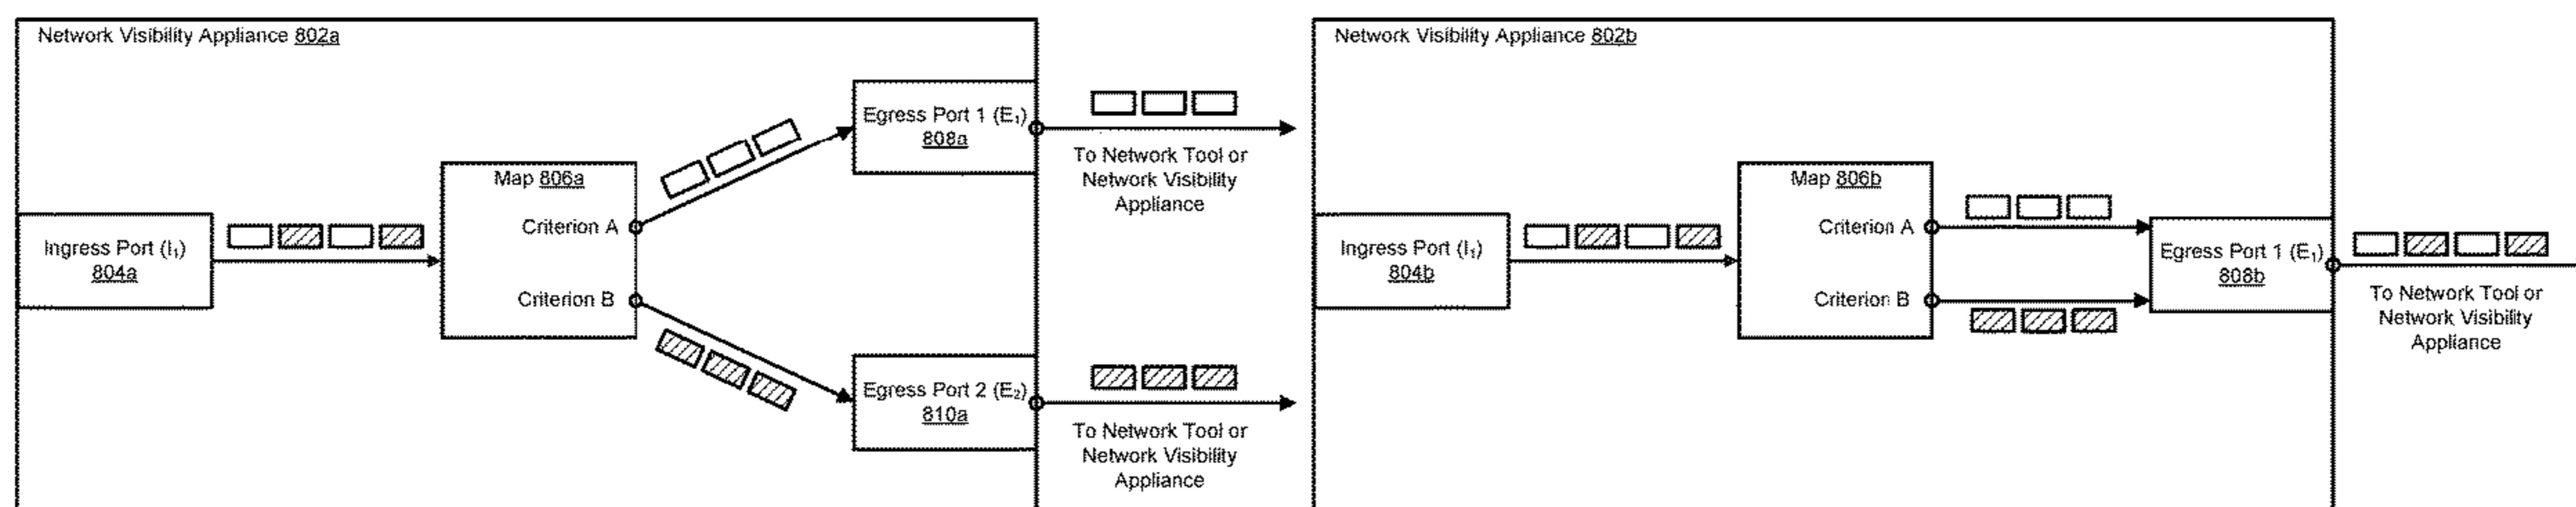 Network Visibility Appliance 802a
Egress Port 1 (E₁)
808a
To Network Tool or
Network Visibility
Appliance
Map 806a
Criterion A
Criterion B
Ingress Port (I₁)
804a
Egress Port 2 (E₂)
810a
To Network Tool or
Network Visibility
Appliance
Network Visibility Appliance 802b
Map 806b
Criterion A
Criterion B
Ingress Port (I₁)
804b
Egress Port 1 (E₁)
808b
To Network Tool or
Network Visibility
Appliance